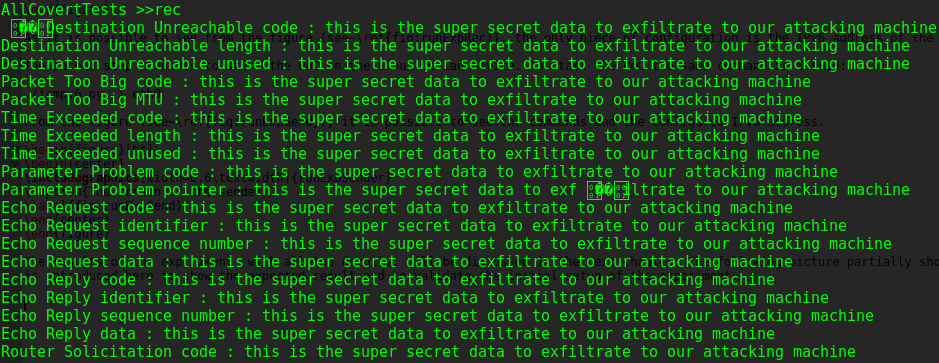 AllCovertTests >>rec
Destination Unreachable code : this is the super secret data to exfiltrate to our attacking machine
Destination Unreachable length : this is the super secret data to exfiltrate to our attacking machine
Destination Unreachable unused : this is the super secret data to exfiltrate to our attacking machine
Packet Too Big code : this is the super secret data to exfiltrate to our attacking machine
Packet Too Big MTU : this is the super secret data to exfiltrate to our attacking machine
Time Exceeded code : this is the super secret data to exfiltrate to our attacking machine
Time Exceeded length : this is the super secret data to exfiltrate to our attacking machine
Time Exceeded unused : this is the super secret data to exfiltrate to our attacking machine
Parameter Problem code : this is the super secret data to exfiltrate to our attacking machine
Parameter Problem pointer : this is the super secret data to exf iltrate to our attacking machine
Echo Request code : this is the super secret data to exfiltrate to our attacking machine
Echo Request identifier : this is the super secret data to exfiltrate to our attacking machine
Echo Request sequence number : this is the super secret data to exfiltrate to our attacking machine
Echo Request data : this is the super secret data to exfiltrate to our attacking machine
Echo Reply code : this is the super secret data to exfiltrate to our attacking machine
Echo Reply identifier : this is the super secret data to exfiltrate to our attacking machine
Echo Reply sequence number : this is the super secret data to exfiltrate to our attacking machine
Echo Reply data : this is the super secret data to exfiltrate to our attacking machine
Router Solicitation code : this is the super secret data to exfiltrate to our attacking machine